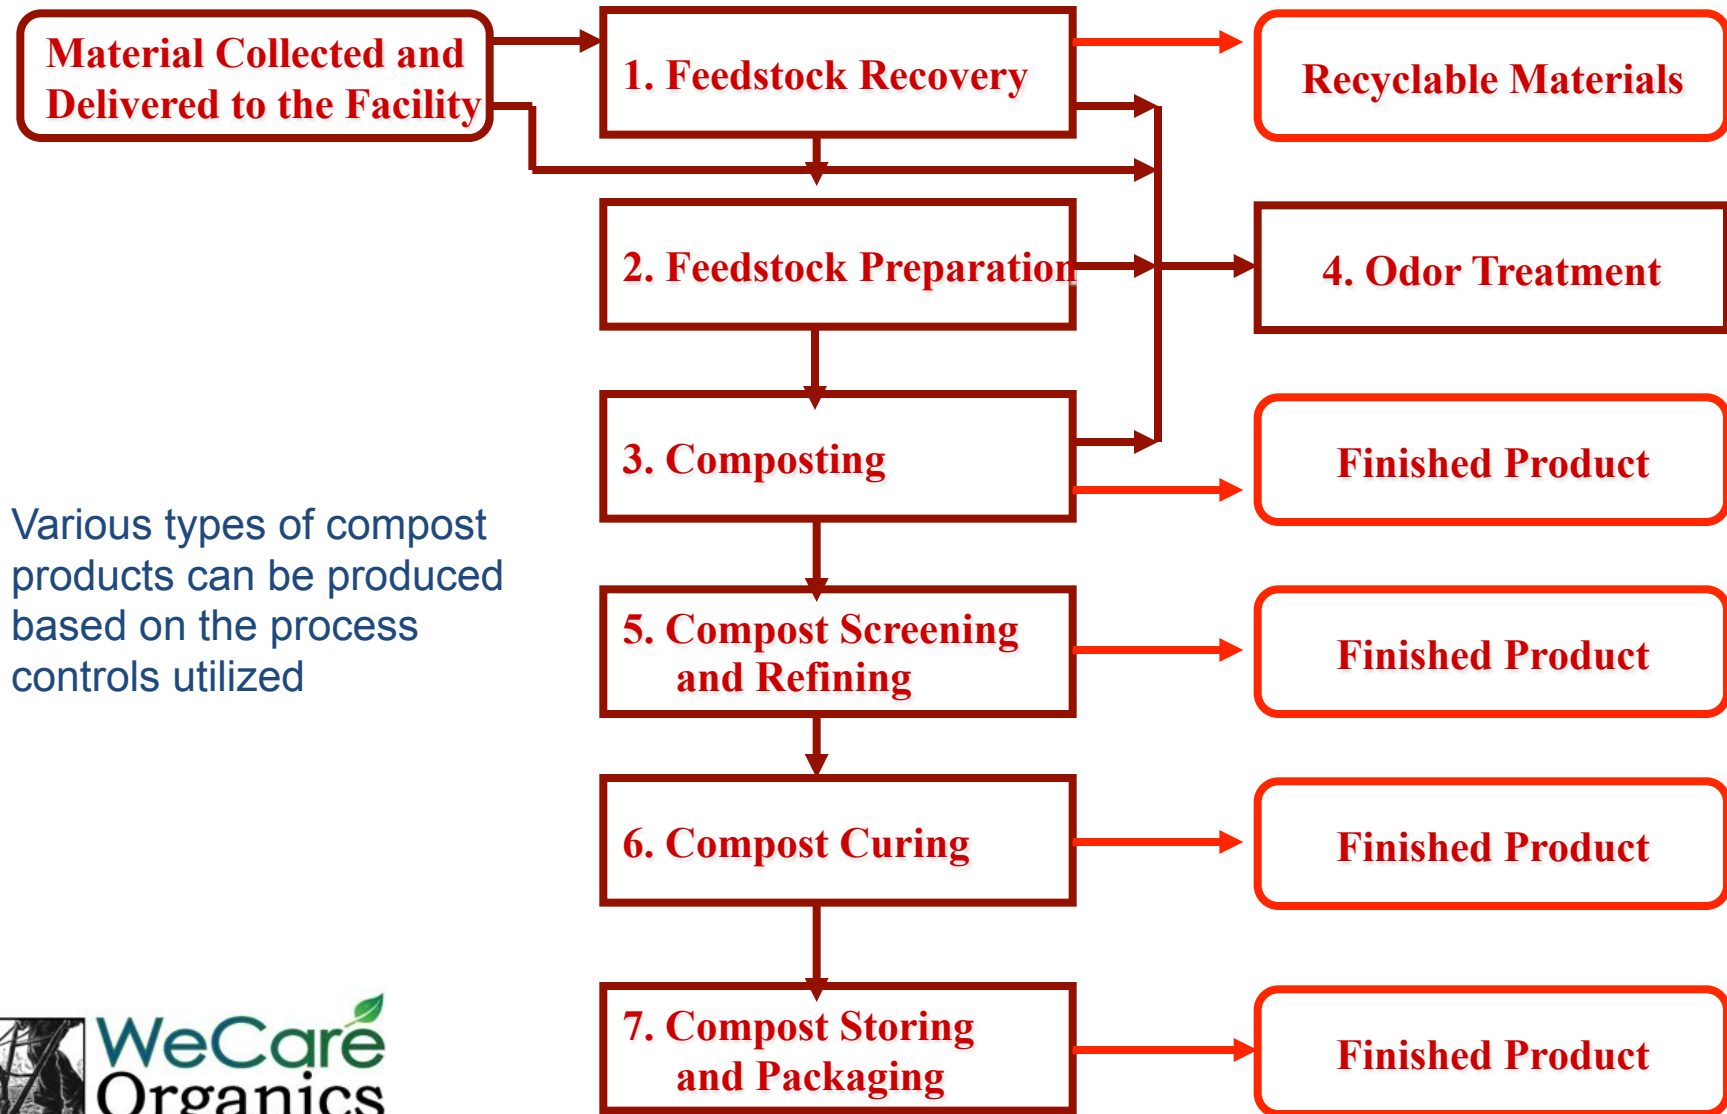 Material Collected and
Delivered to the Facility
1. Feedstock Recovery
Recyclable Materials
2. Feedstock Preparation
4. Odor Treatment
3. Composting
Finished Product
Various types of compost
products can be produced
based on the process
controls utilized
5. Compost Screening
and Refining
Finished Product
6. Compost Curing
Finished Product
7. Compost Storing
and Packaging
Finished Product
WeCare
Organics